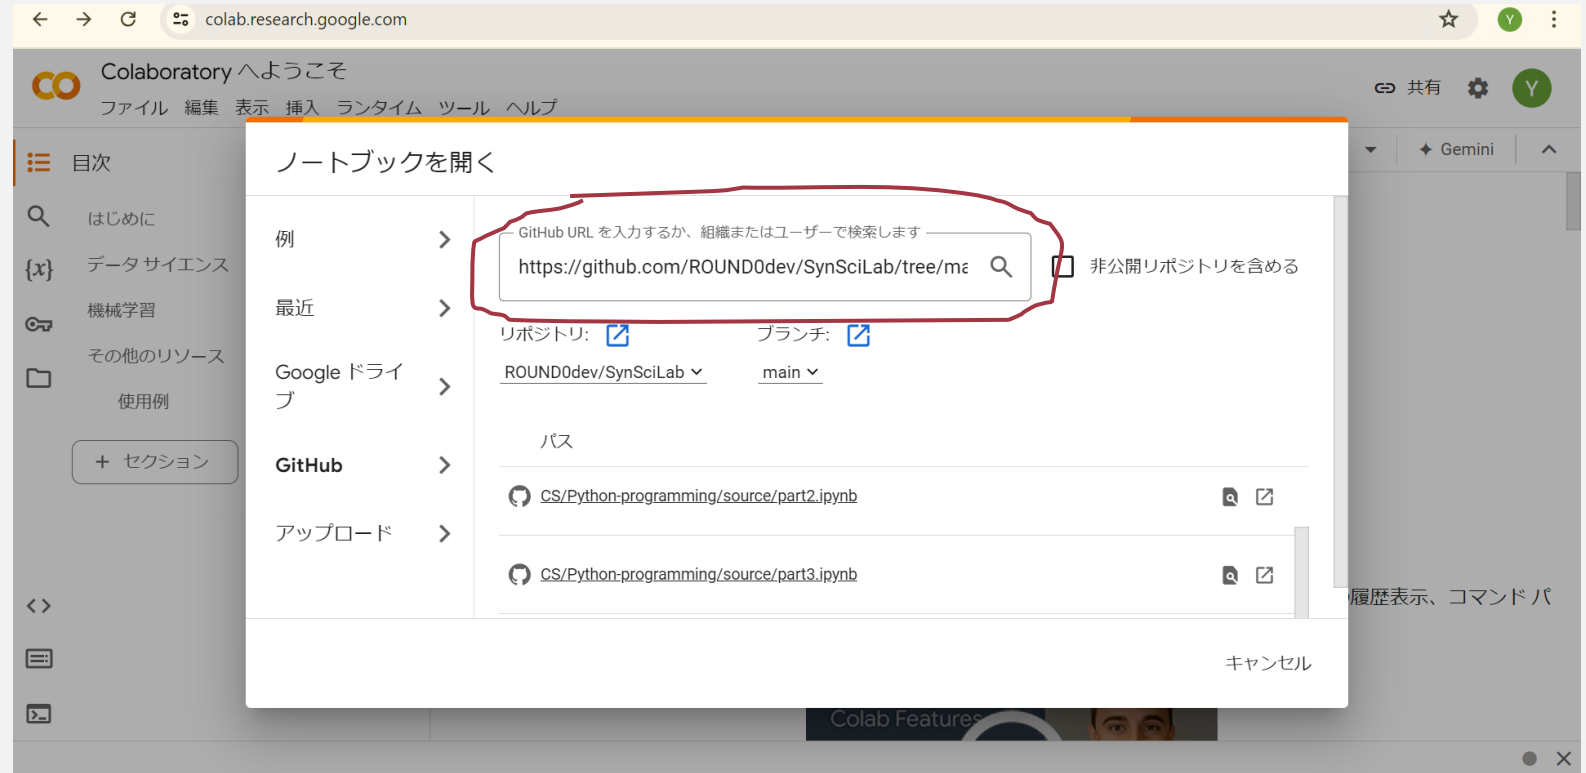 colab.research.google.com
Y
Colaboratory へようこそ
ファイル 編集 表示 挿入 ランタイム ツール ヘルプ
共有
Y
目次
Gemini
はじめに
データ サイエンス
機械学習
その他のリソース
使用例
+ セクション
ノートブックを開く
例
最近
Google ドライ
ブ
GitHub
アップロード
GitHub URL を入力するか、組織またはユーザーで検索します
https://github.com/ROUND0dev/SynSciLab/tree/ma
非公開リポジトリを含める
リポジトリ:
ブランチ:
ROUND0dev/SynSciLab
main
パス
CS/Python-programming/source/part2.ipynb
CS/Python-programming/source/part3.ipynb
キャンセル
履歴表示、コマンド パ
Colab Features